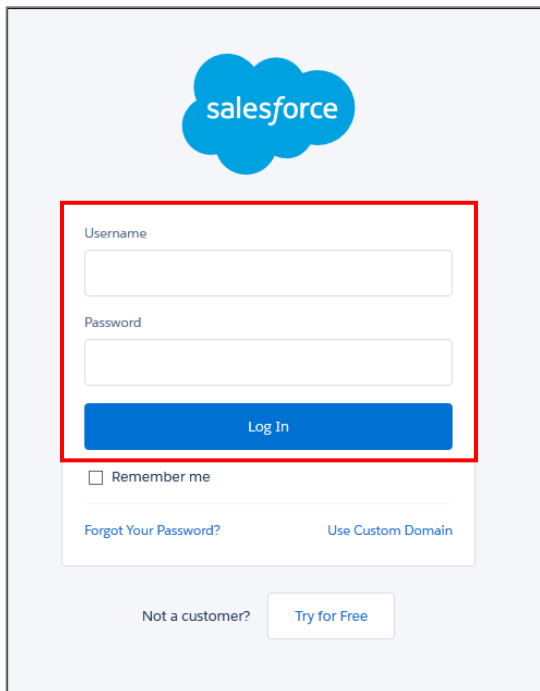 salesforce
Username
Password
Log In
Remember me
Forgot Your Password? Use Custom Domain
Not a customer? Try for Free